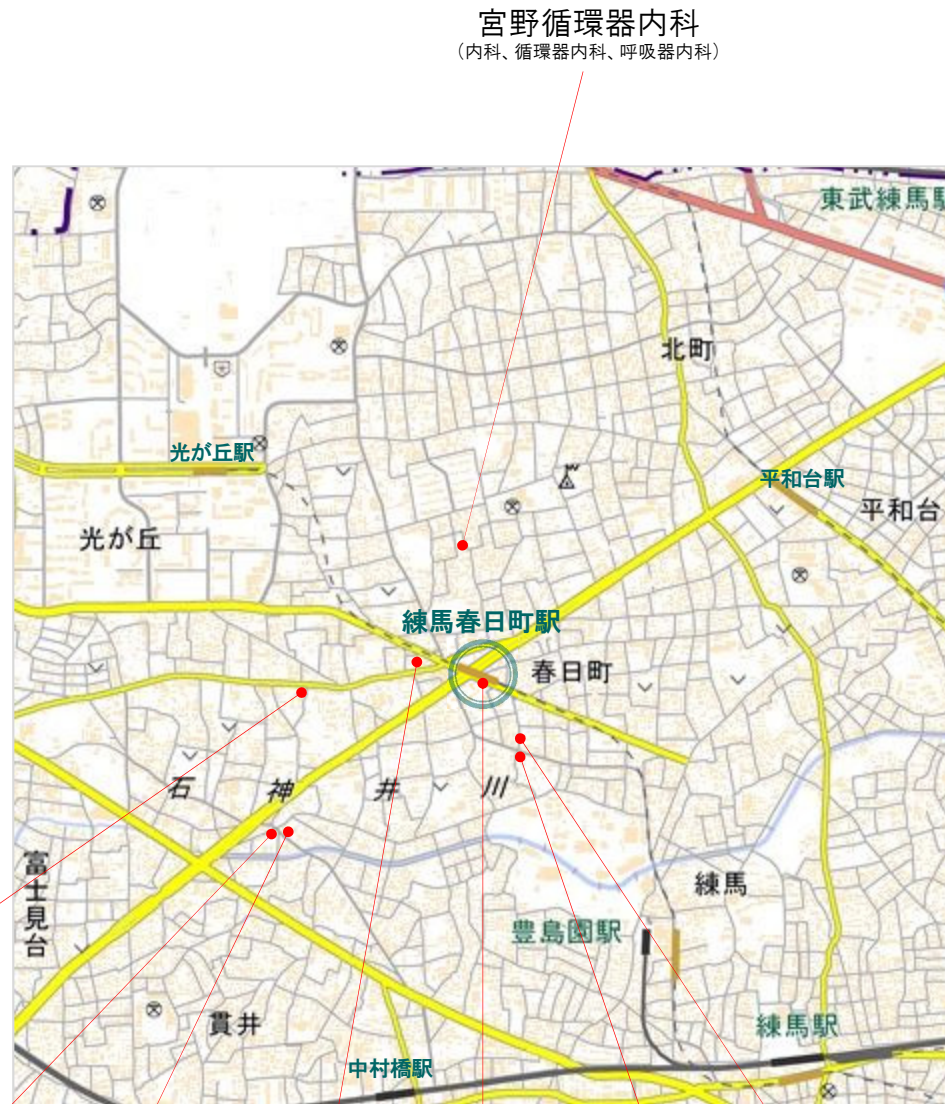 宮野循環器内科
（内科、循環器内科、呼吸器内科）
東武練馬駅
北町
光が丘駅
平和台駅
平和台
光が丘
練馬春日町駅
春日町
石神井川
富士見台
練馬
豊島園駅
貫井
練馬駅
中村橋駅